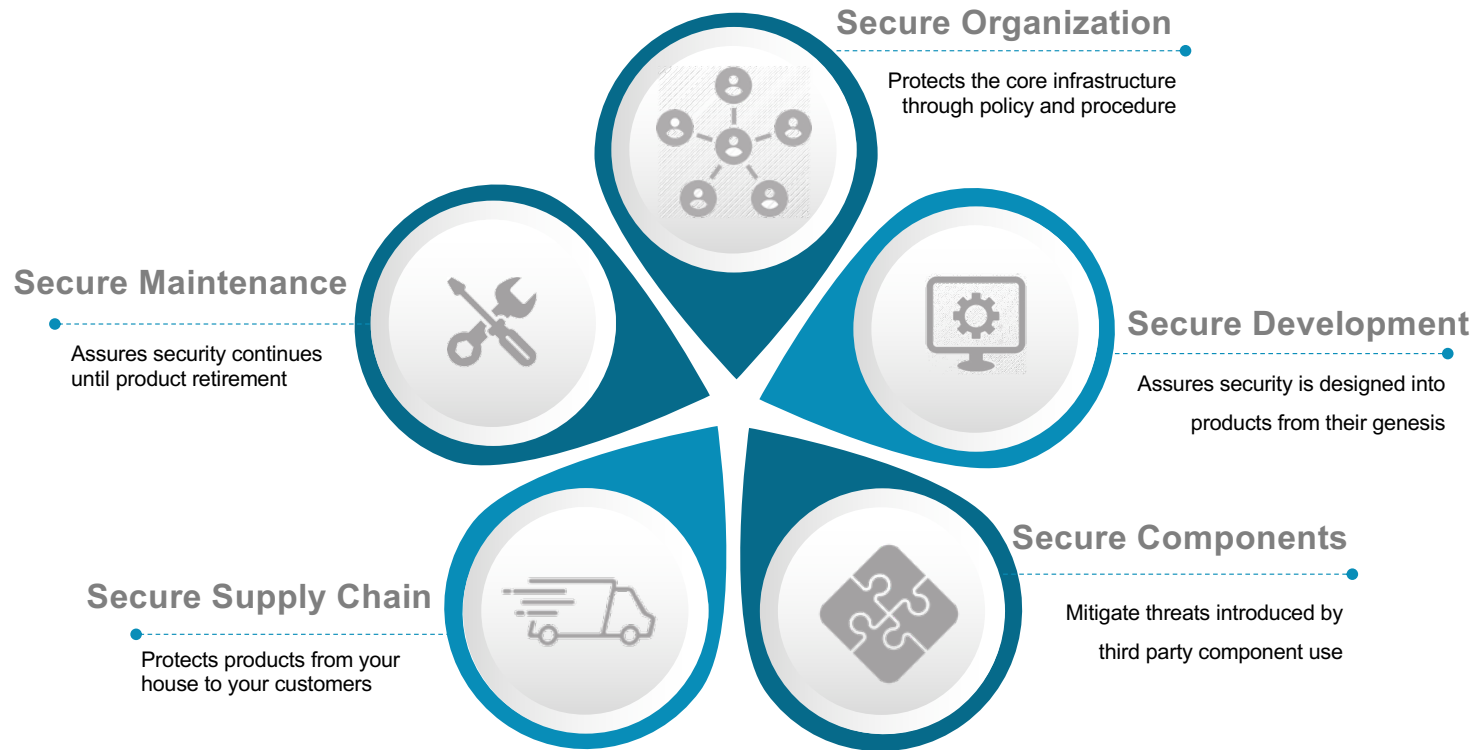 Secure Organization
Protects the core infrastructure
through policy and procedure
Secure Development
Assures security is designed into
products from their genesis
Secure Components
Mitigate threats introduced by
third party component use
Secure Supply Chain
Protects products from your
house to your customers
Secure Maintenance
Assures security continues
until product retirement